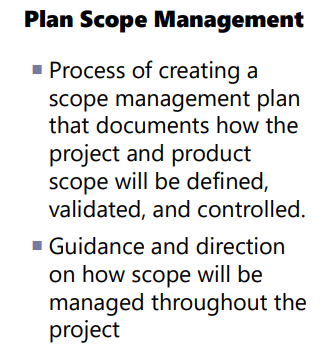 Plan Scope Management
▪ Process of creating a
scope management plan
that documents how the
project and product
scope will be defined,
validated, and controlled.
▪ Guidance and direction
on how scope will be
managed throughout the
project